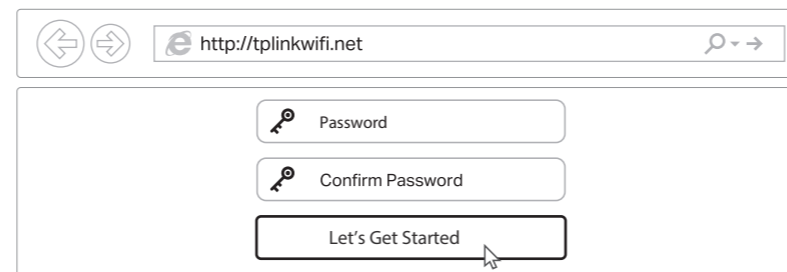 http://tplinkwifi.net
Password
Confirm Password
Let's Get Started